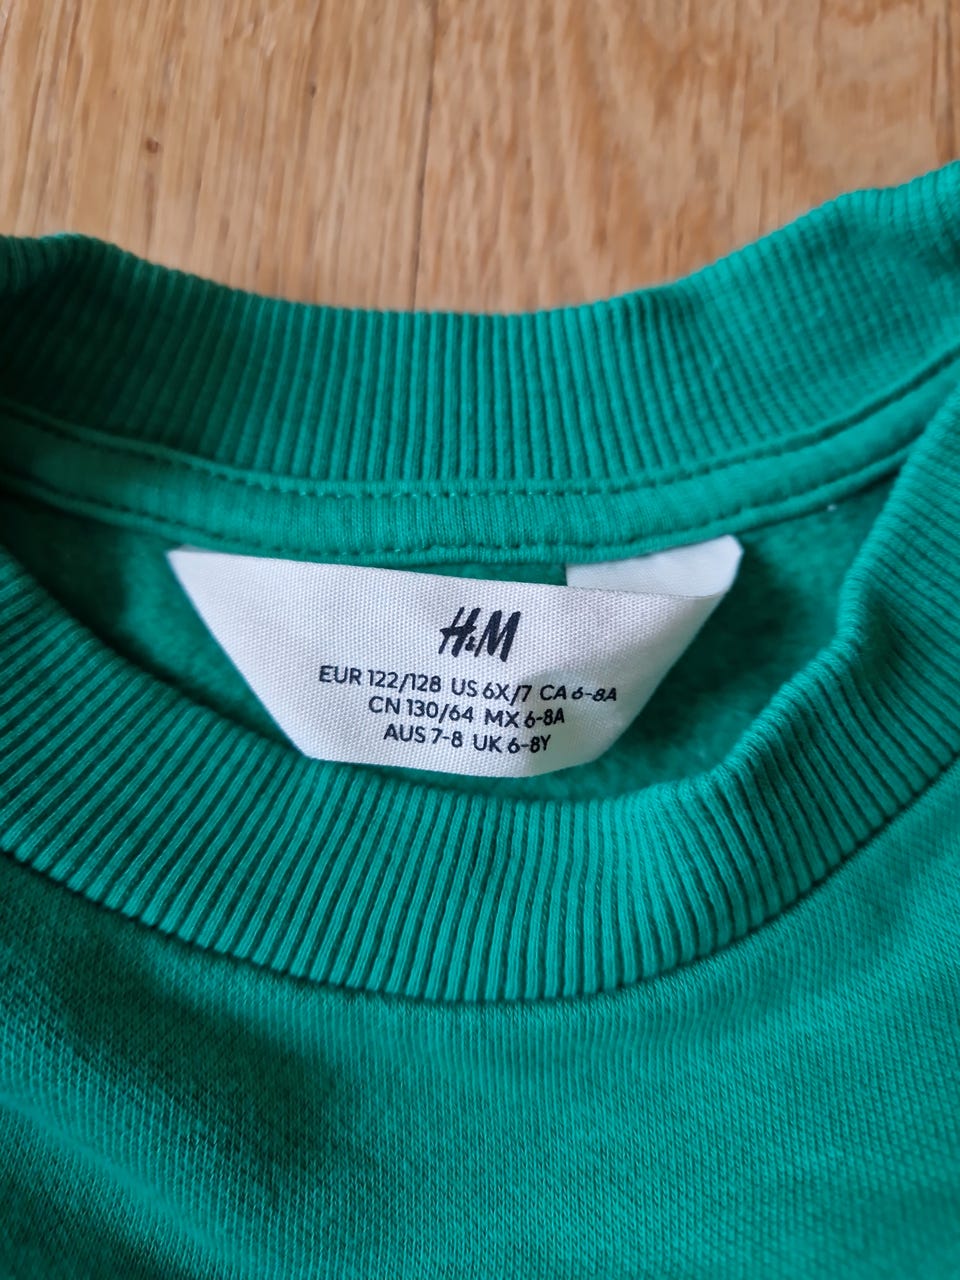 H&M
EUR 122/128 US 6X/7 CA 6-8A
CN 130/64 MX 6-8A
AUS 7-8 UK 6-8Y